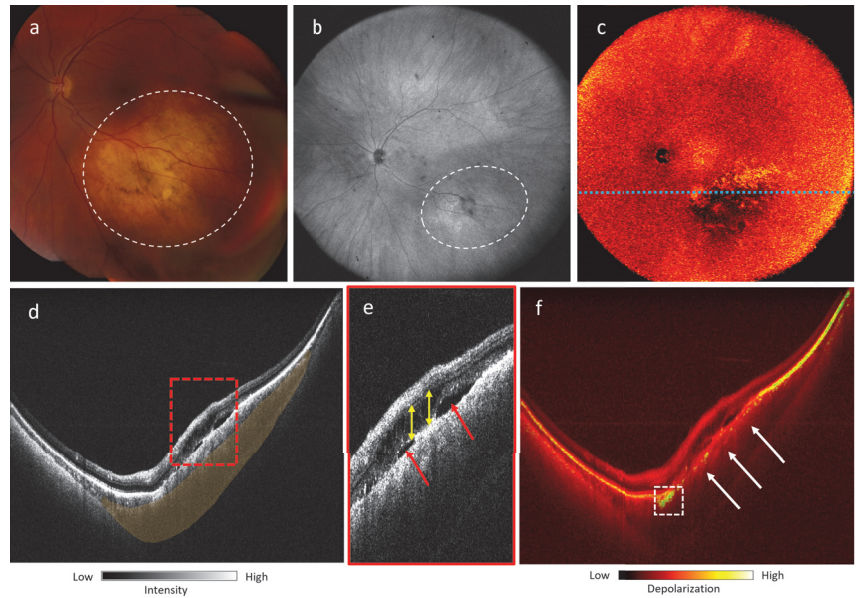 a
b
c
d
e
f
Low
High
Intensity
Low
High
Depolarization